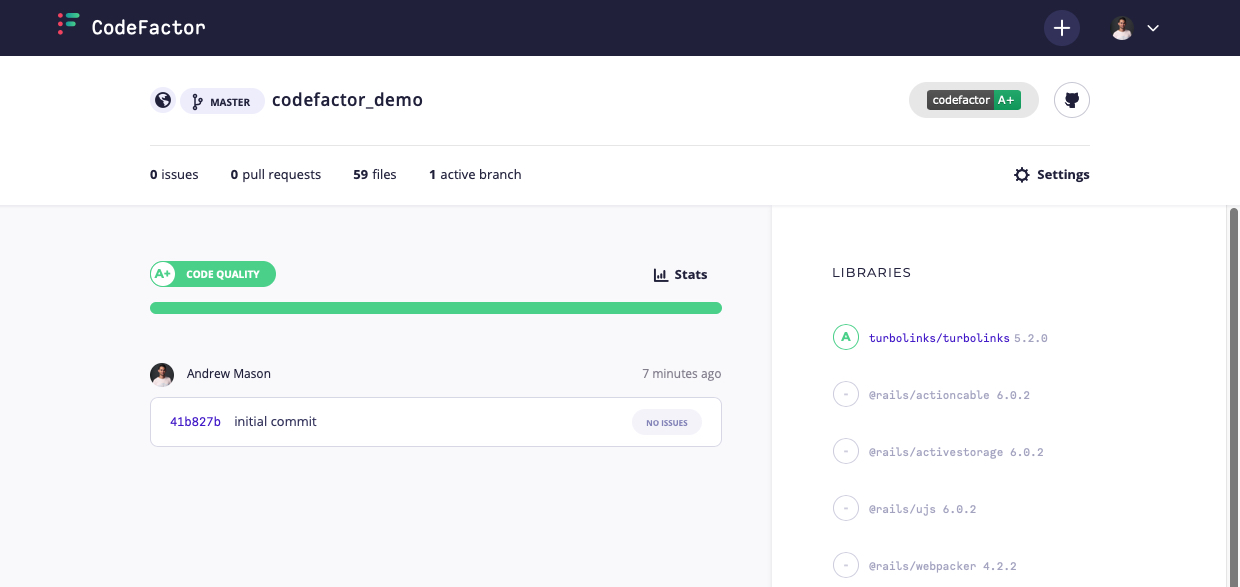 CodeFactor
MASTER codefactor_demo codefactor A+
0 issues 0 pull requests 59 files 1 active branch Settings
A+ CODE QUALITY Stats
Andrew Mason 7 minutes ago
41b827b initial commit NO ISSUES
LIBRARIES
A turbolinks/turbolinks 5.2.0
- @rails/actioncable 6.0.2
- @rails/activestorage 6.0.2
- @rails/ujs 6.0.2
- @rails/webpacker 4.2.2